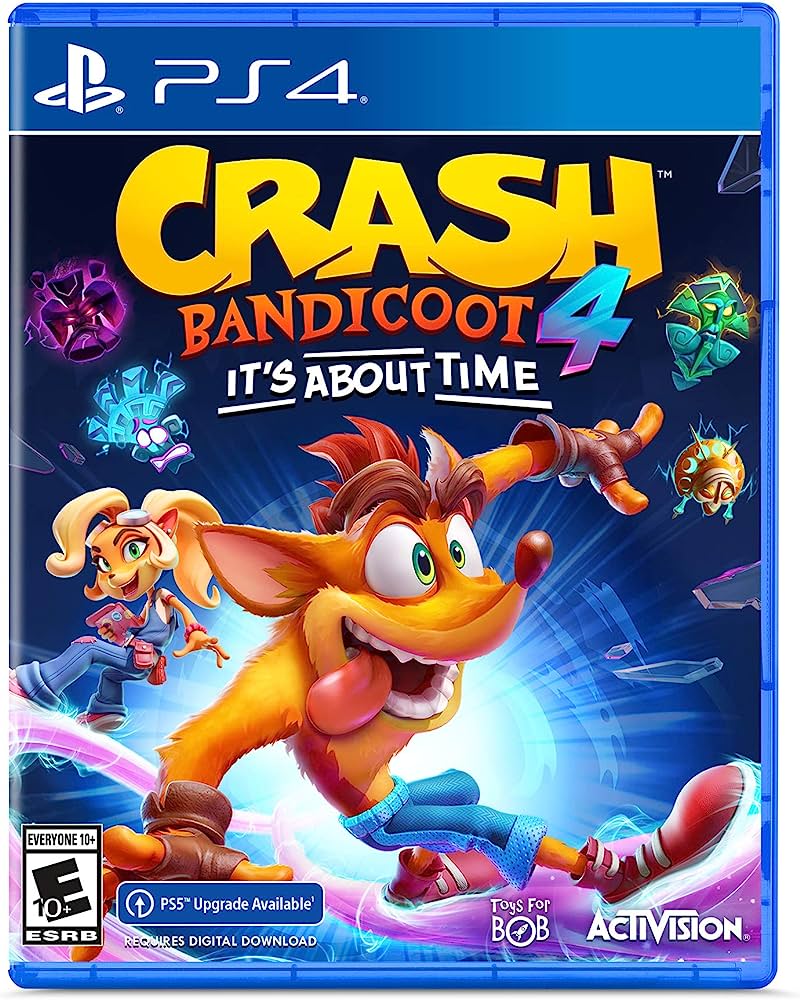 PS4®
CRASH™
BANDICOOT 4
IT'S ABOUT TIME
EVERYONE 10+
E
10+
ESRB
PS5™ Upgrade Available¹
REQUIRES DIGITAL DOWNLOAD
Toys For
BOB
ACTIVISION®